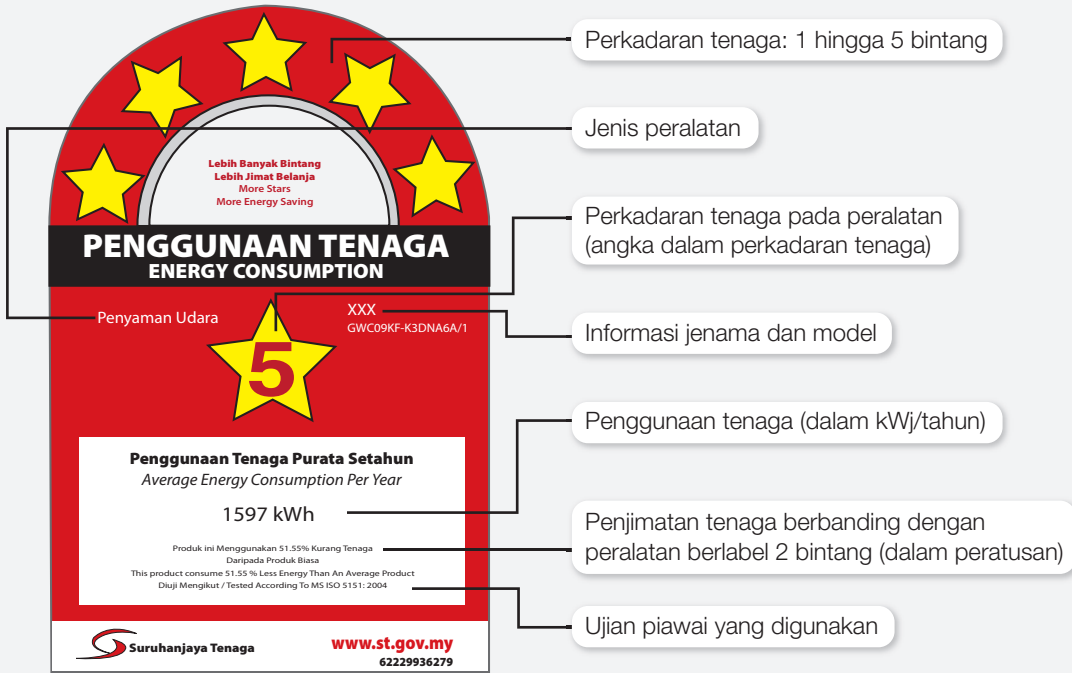 Lebih Banyak Bintang
Lebih Jimat Belanja
More Stars
More Energy Saving
PENGGUNAAN TENAGA
ENERGY CONSUMPTION
Penyaman Udara
XXX
GWC09KF-K3DNA6A/1
5
Penggunaan Tenaga Purata Setahun
Average Energy Consumption Per Year
1597 kWh
Produk ini Menggunakan 51.55% Kurang Tenaga
Daripada Produk Biasa
This product consume 51.55 % Less Energy Than An Average Product
Diuji Mengikut / Tested According To MS ISO 5151: 2004
Suruhanjaya Tenaga
www.st.gov.my
62229936279
Perkadaran tenaga: 1 hingga 5 bintang
Jenis peralatan
Perkadaran tenaga pada peralatan
(angka dalam perkadaran tenaga)
Informasi jenama dan model
Penggunaan tenaga (dalam kWj/tahun)
Penjimatan tenaga berbanding dengan
peralatan berlabel 2 bintang (dalam peratusan)
Ujian piawai yang digunakan